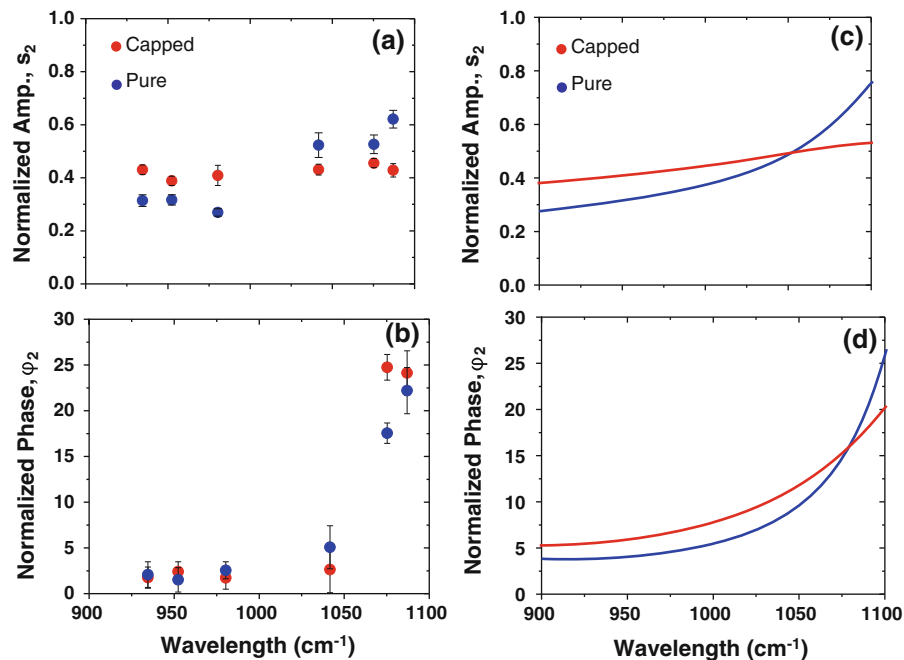 (a)
Capped
Pure
1.0
0.8
0.6
0.4
0.2
0.0
Normalized Amp., s₂
(c)
Capped
Pure
1.0
0.8
0.6
0.4
0.2
0.0
Normalized Amp., s₂
(b)
30
25
20
15
10
5
0
Normalized Phase, φ₂
900 950 1000 1050 1100
Wavelength (cm⁻¹)
(d)
30
25
20
15
10
5
0
Normalized Phase, φ₂
900 950 1000 1050 1100
Wavelength (cm⁻¹)